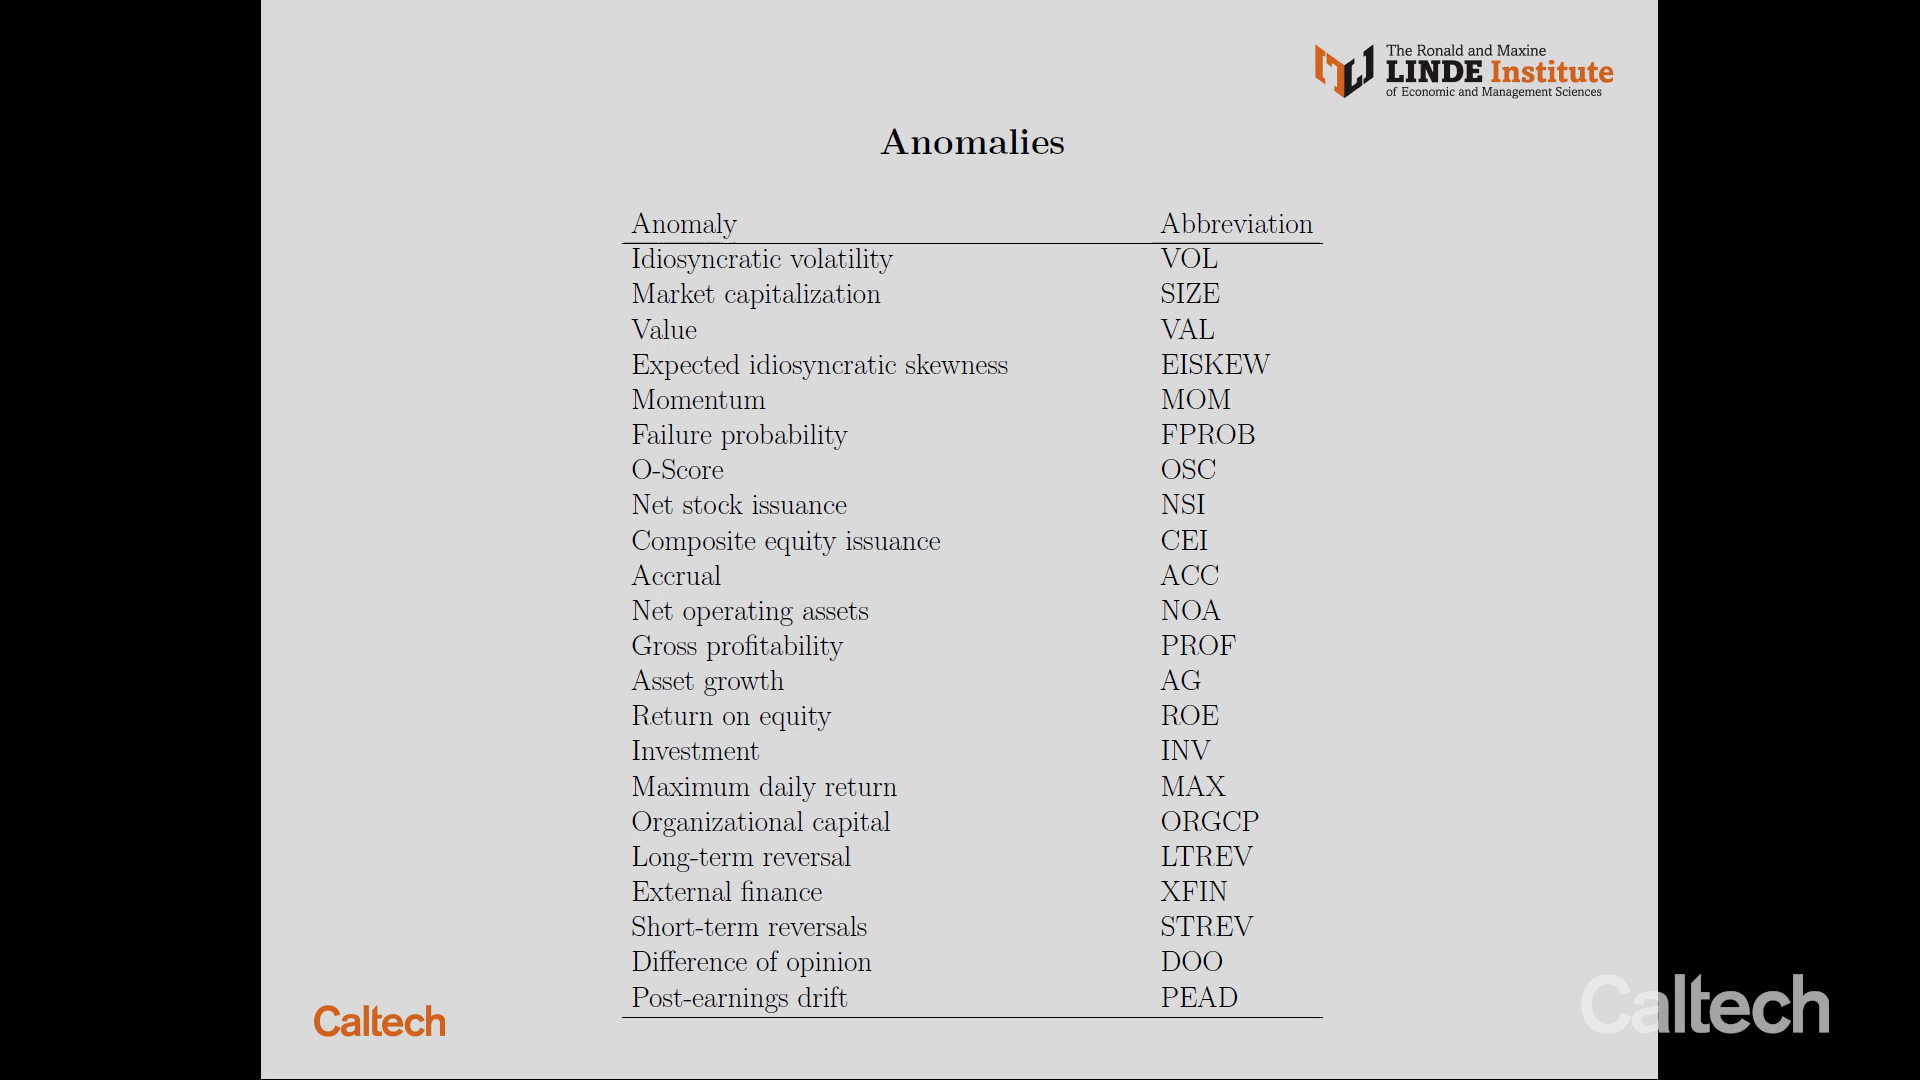 The Ronald and Maxine
LINDE Institute
of Economic and Management Sciences
Anomalies
Anomaly Abbreviation
Idiosyncratic volatility VOL
Market capitalization SIZE
Value VAL
Expected idiosyncratic skewness EISKEW
Momentum MOM
Failure probability FPROB
O-Score OSC
Net stock issuance NSI
Composite equity issuance CEI
Accrual ACC
Net operating assets NOA
Gross profitability PROF
Asset growth AG
Return on equity ROE
Investment INV
Maximum daily return MAX
Organizational capital ORGCP
Long-term reversal LTREV
External finance XFIN
Short-term reversals STREV
Difference of opinion DOO
Post-earnings drift PEAD
Caltech
Caltech